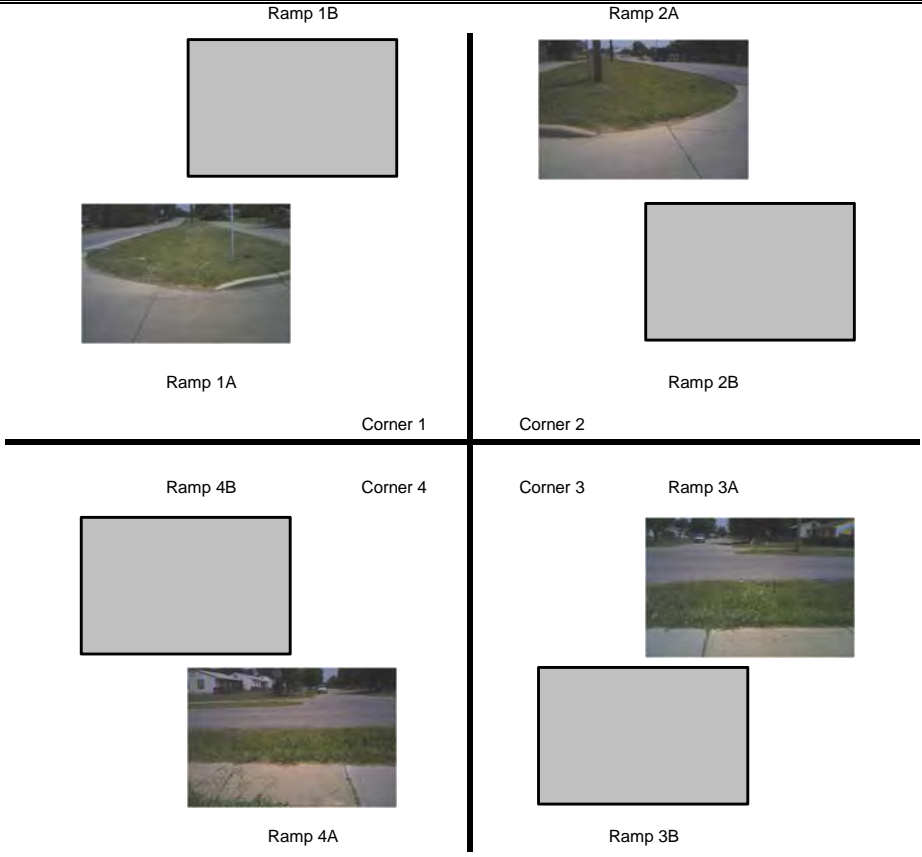 Ramp 1B Ramp 2A
Ramp 1A Ramp 2B
Corner 1 Corner 2
Ramp 4B Corner 4 Corner 3 Ramp 3A
Ramp 4A Ramp 3B